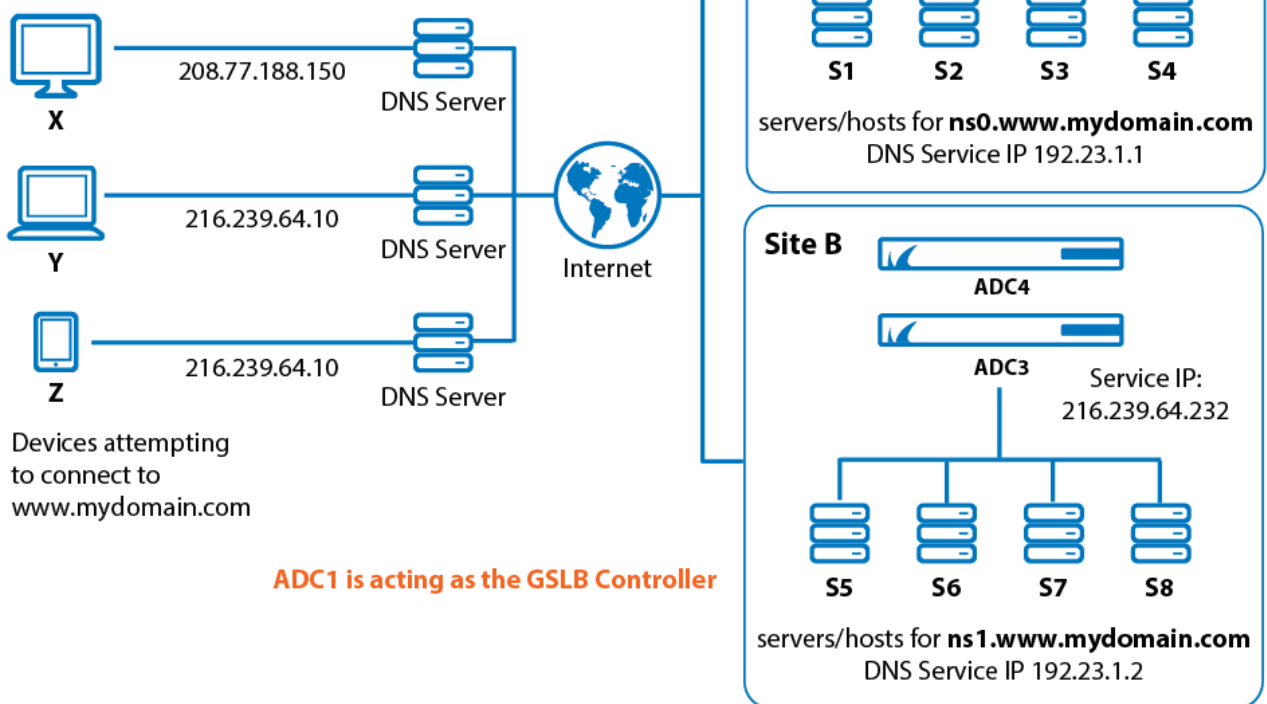 208.77.188.150
X
DNS Server
216.239.64.10
Y
DNS Server
216.239.64.10
Z
DNS Server
Devices attempting
to connect to
www.mydomain.com
Internet
ADC1 is acting as the GSLB Controller
S1 S2 S3 S4
servers/hosts for ns0.www.mydomain.com
DNS Service IP 192.23.1.1
Site B
ADC4
ADC3
Service IP:
216.239.64.232
S5 S6 S7 S8
servers/hosts for ns1.www.mydomain.com
DNS Service IP 192.23.1.2